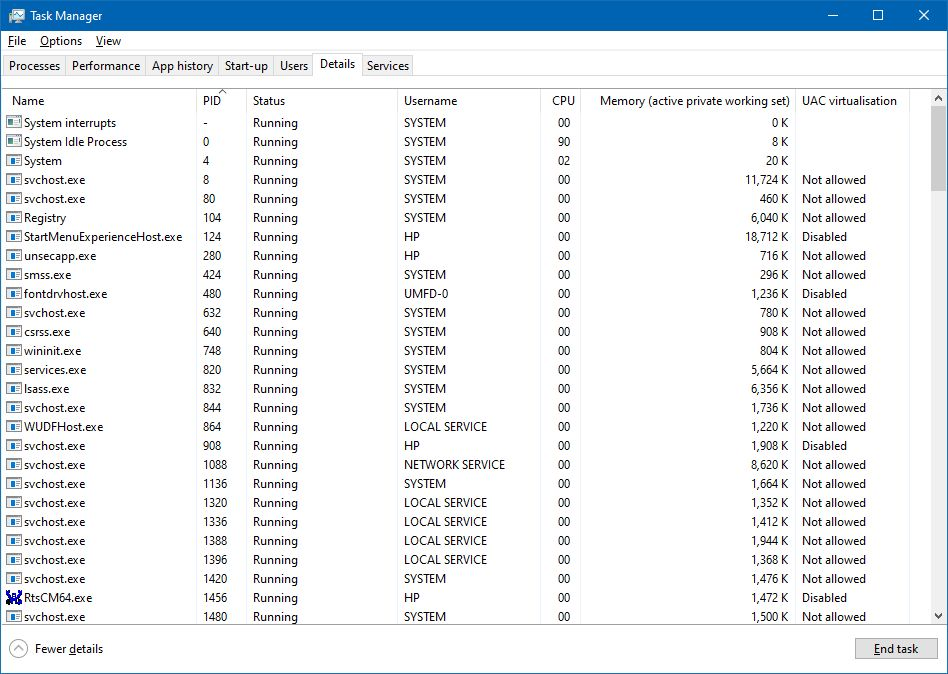 Task Manager
File Options View
Processes Performance App history Start-up Users Details Services
Name PID Status Username CPU Memory (active private working set) UAC virtualisation
System interrupts - Running SYSTEM 00 0 K
System Idle Process 0 Running SYSTEM 90 8 K
System 4 Running SYSTEM 02 20 K
svchost.exe 8 Running SYSTEM 00 11,724 K Not allowed
svchost.exe 80 Running SYSTEM 00 460 K Not allowed
Registry 104 Running SYSTEM 00 6,040 K Not allowed
StartMenuExperienceHost.exe 124 Running HP 00 18,712 K Disabled
unsecapp.exe 280 Running HP 00 716 K Not allowed
smss.exe 424 Running SYSTEM 00 296 K Not allowed
fontdrvhost.exe 480 Running UMFD-0 00 1,236 K Disabled
svchost.exe 632 Running SYSTEM 00 780 K Not allowed
csrss.exe 640 Running SYSTEM 00 908 K Not allowed
wininit.exe 748 Running SYSTEM 00 804 K Not allowed
services.exe 820 Running SYSTEM 00 5,664 K Not allowed
lsass.exe 832 Running SYSTEM 00 6,356 K Not allowed
svchost.exe 844 Running SYSTEM 00 1,736 K Not allowed
WUDFHost.exe 864 Running LOCAL SERVICE 00 1,220 K Not allowed
svchost.exe 908 Running HP 00 1,908 K Disabled
svchost.exe 1088 Running NETWORK SERVICE 00 8,620 K Not allowed
svchost.exe 1136 Running SYSTEM 00 1,664 K Not allowed
svchost.exe 1320 Running LOCAL SERVICE 00 1,352 K Not allowed
svchost.exe 1336 Running LOCAL SERVICE 00 1,412 K Not allowed
svchost.exe 1388 Running LOCAL SERVICE 00 1,944 K Not allowed
svchost.exe 1396 Running LOCAL SERVICE 00 1,368 K Not allowed
svchost.exe 1420 Running SYSTEM 00 1,476 K Not allowed
RtsCM64.exe 1456 Running HP 00 1,472 K Disabled
svchost.exe 1480 Running SYSTEM 00 1,500 K Not allowed
Fewer details End task